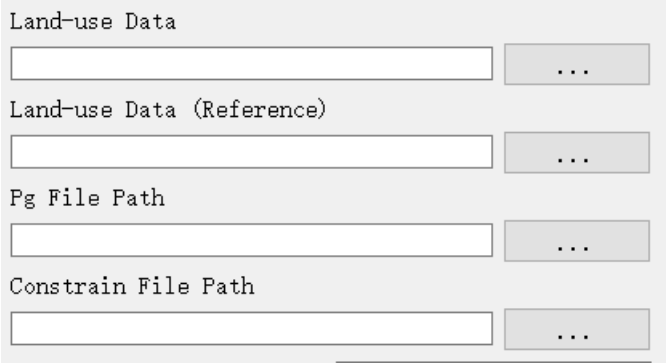 Land-use Data
...
Land-use Data (Reference)
...
Pg File Path
...
Constrain File Path
...